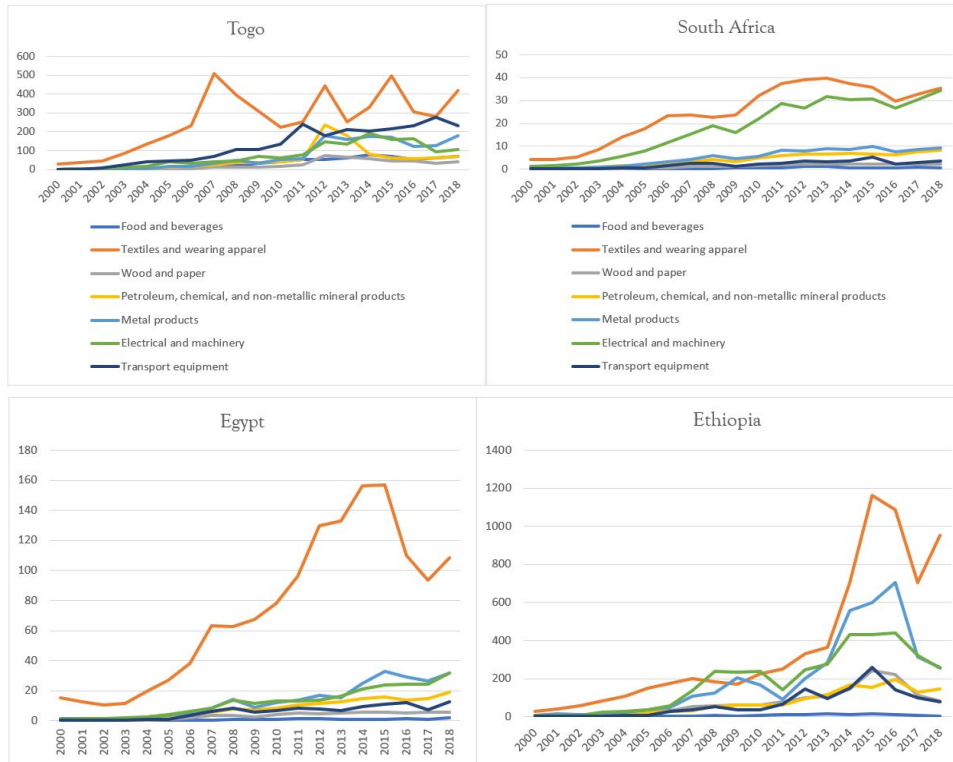 Togo
600
500
400
300
200
100
0
2000 2001 2002 2003 2004 2005 2006 2007 2008 2009 2010 2011 2012 2013 2014 2015 2016 2017 2018
Food and beverages
Textiles and wearing apparel
Wood and paper
Petroleum, chemical, and non-metallic mineral products
Metal products
Electrical and machinery
Transport equipment
South Africa
50
40
30
20
10
0
2000 2001 2002 2003 2004 2005 2006 2007 2008 2009 2010 2011 2012 2013 2014 2015 2016 2017 2018
Food and beverages
Textiles and wearing apparel
Wood and paper
Petroleum, chemical, and non-metallic mineral products
Metal products
Electrical and machinery
Transport equipment
Egypt
180
160
140
120
100
80
60
40
20
0
2000 2001 2002 2003 2004 2005 2006 2007 2008 2009 2010 2011 2012 2013 2014 2015 2016 2017 2018
Ethiopia
1400
1200
1000
800
600
400
200
0
2000 2001 2002 2003 2004 2005 2006 2007 2008 2009 2010 2011 2012 2013 2014 2015 2016 2017 2018